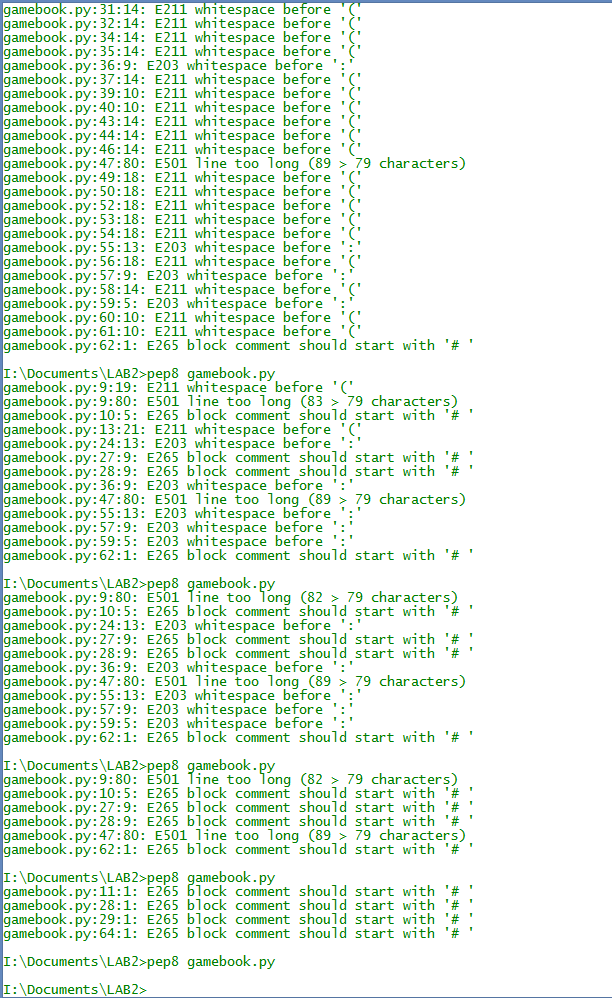 gamebook.py:31:14: E211 whitespace before '('
gamebook.py:32:14: E211 whitespace before '('
gamebook.py:34:14: E211 whitespace before '('
gamebook.py:35:14: E211 whitespace before '('
gamebook.py:36:9: E203 whitespace before ':'
gamebook.py:37:14: E211 whitespace before '('
gamebook.py:39:10: E211 whitespace before '('
gamebook.py:40:10: E211 whitespace before '('
gamebook.py:43:14: E211 whitespace before '('
gamebook.py:44:14: E211 whitespace before '('
gamebook.py:46:14: E211 whitespace before '('
gamebook.py:47:80: E501 line too long (89 > 79 characters)
gamebook.py:49:18: E211 whitespace before '('
gamebook.py:50:18: E211 whitespace before '('
gamebook.py:52:18: E211 whitespace before '('
gamebook.py:53:18: E211 whitespace before '('
gamebook.py:54:18: E211 whitespace before '('
gamebook.py:55:13: E203 whitespace before ':'
gamebook.py:56:18: E211 whitespace before '('
gamebook.py:57:9: E203 whitespace before ':'
gamebook.py:58:14: E211 whitespace before '('
gamebook.py:59:5: E203 whitespace before ':'
gamebook.py:60:10: E211 whitespace before '('
gamebook.py:61:10: E211 whitespace before '('
gamebook.py:62:1: E265 block comment should start with '# '
I:\Documents\LAB2>pep8 gamebook.py
gamebook.py:9:19: E211 whitespace before '('
gamebook.py:9:80: E501 line too long (83 > 79 characters)
gamebook.py:10:5: E265 block comment should start with '# '
gamebook.py:13:21: E211 whitespace before '('
gamebook.py:24:13: E203 whitespace before ':'
gamebook.py:27:9: E265 block comment should start with '# '
gamebook.py:28:9: E265 block comment should start with '# '
gamebook.py:36:9: E203 whitespace before ':'
gamebook.py:47:80: E501 line too long (89 > 79 characters)
gamebook.py:55:13: E203 whitespace before ':'
gamebook.py:57:9: E203 whitespace before ':'
gamebook.py:59:5: E203 whitespace before ':'
gamebook.py:62:1: E265 block comment should start with '# '
I:\Documents\LAB2>pep8 gamebook.py
gamebook.py:9:80: E501 line too long (82 > 79 characters)
gamebook.py:10:5: E265 block comment should start with '# '
gamebook.py:24:13: E203 whitespace before ':'
gamebook.py:27:9: E265 block comment should start with '# '
gamebook.py:28:9: E265 block comment should start with '# '
gamebook.py:36:9: E203 whitespace before ':'
gamebook.py:47:80: E501 line too long (89 > 79 characters)
gamebook.py:55:13: E203 whitespace before ':'
gamebook.py:57:9: E203 whitespace before ':'
gamebook.py:59:5: E203 whitespace before ':'
gamebook.py:62:1: E265 block comment should start with '# '
I:\Documents\LAB2>pep8 gamebook.py
gamebook.py:9:80: E501 line too long (82 > 79 characters)
gamebook.py:10:5: E265 block comment should start with '# '
gamebook.py:27:9: E265 block comment should start with '# '
gamebook.py:28:9: E265 block comment should start with '# '
gamebook.py:47:80: E501 line too long (89 > 79 characters)
gamebook.py:62:1: E265 block comment should start with '# '
I:\Documents\LAB2>pep8 gamebook.py
gamebook.py:11:1: E265 block comment should start with '# '
gamebook.py:28:1: E265 block comment should start with '# '
gamebook.py:29:1: E265 block comment should start with '# '
gamebook.py:64:1: E265 block comment should start with '# '
I:\Documents\LAB2>pep8 gamebook.py
I:\Documents\LAB2>